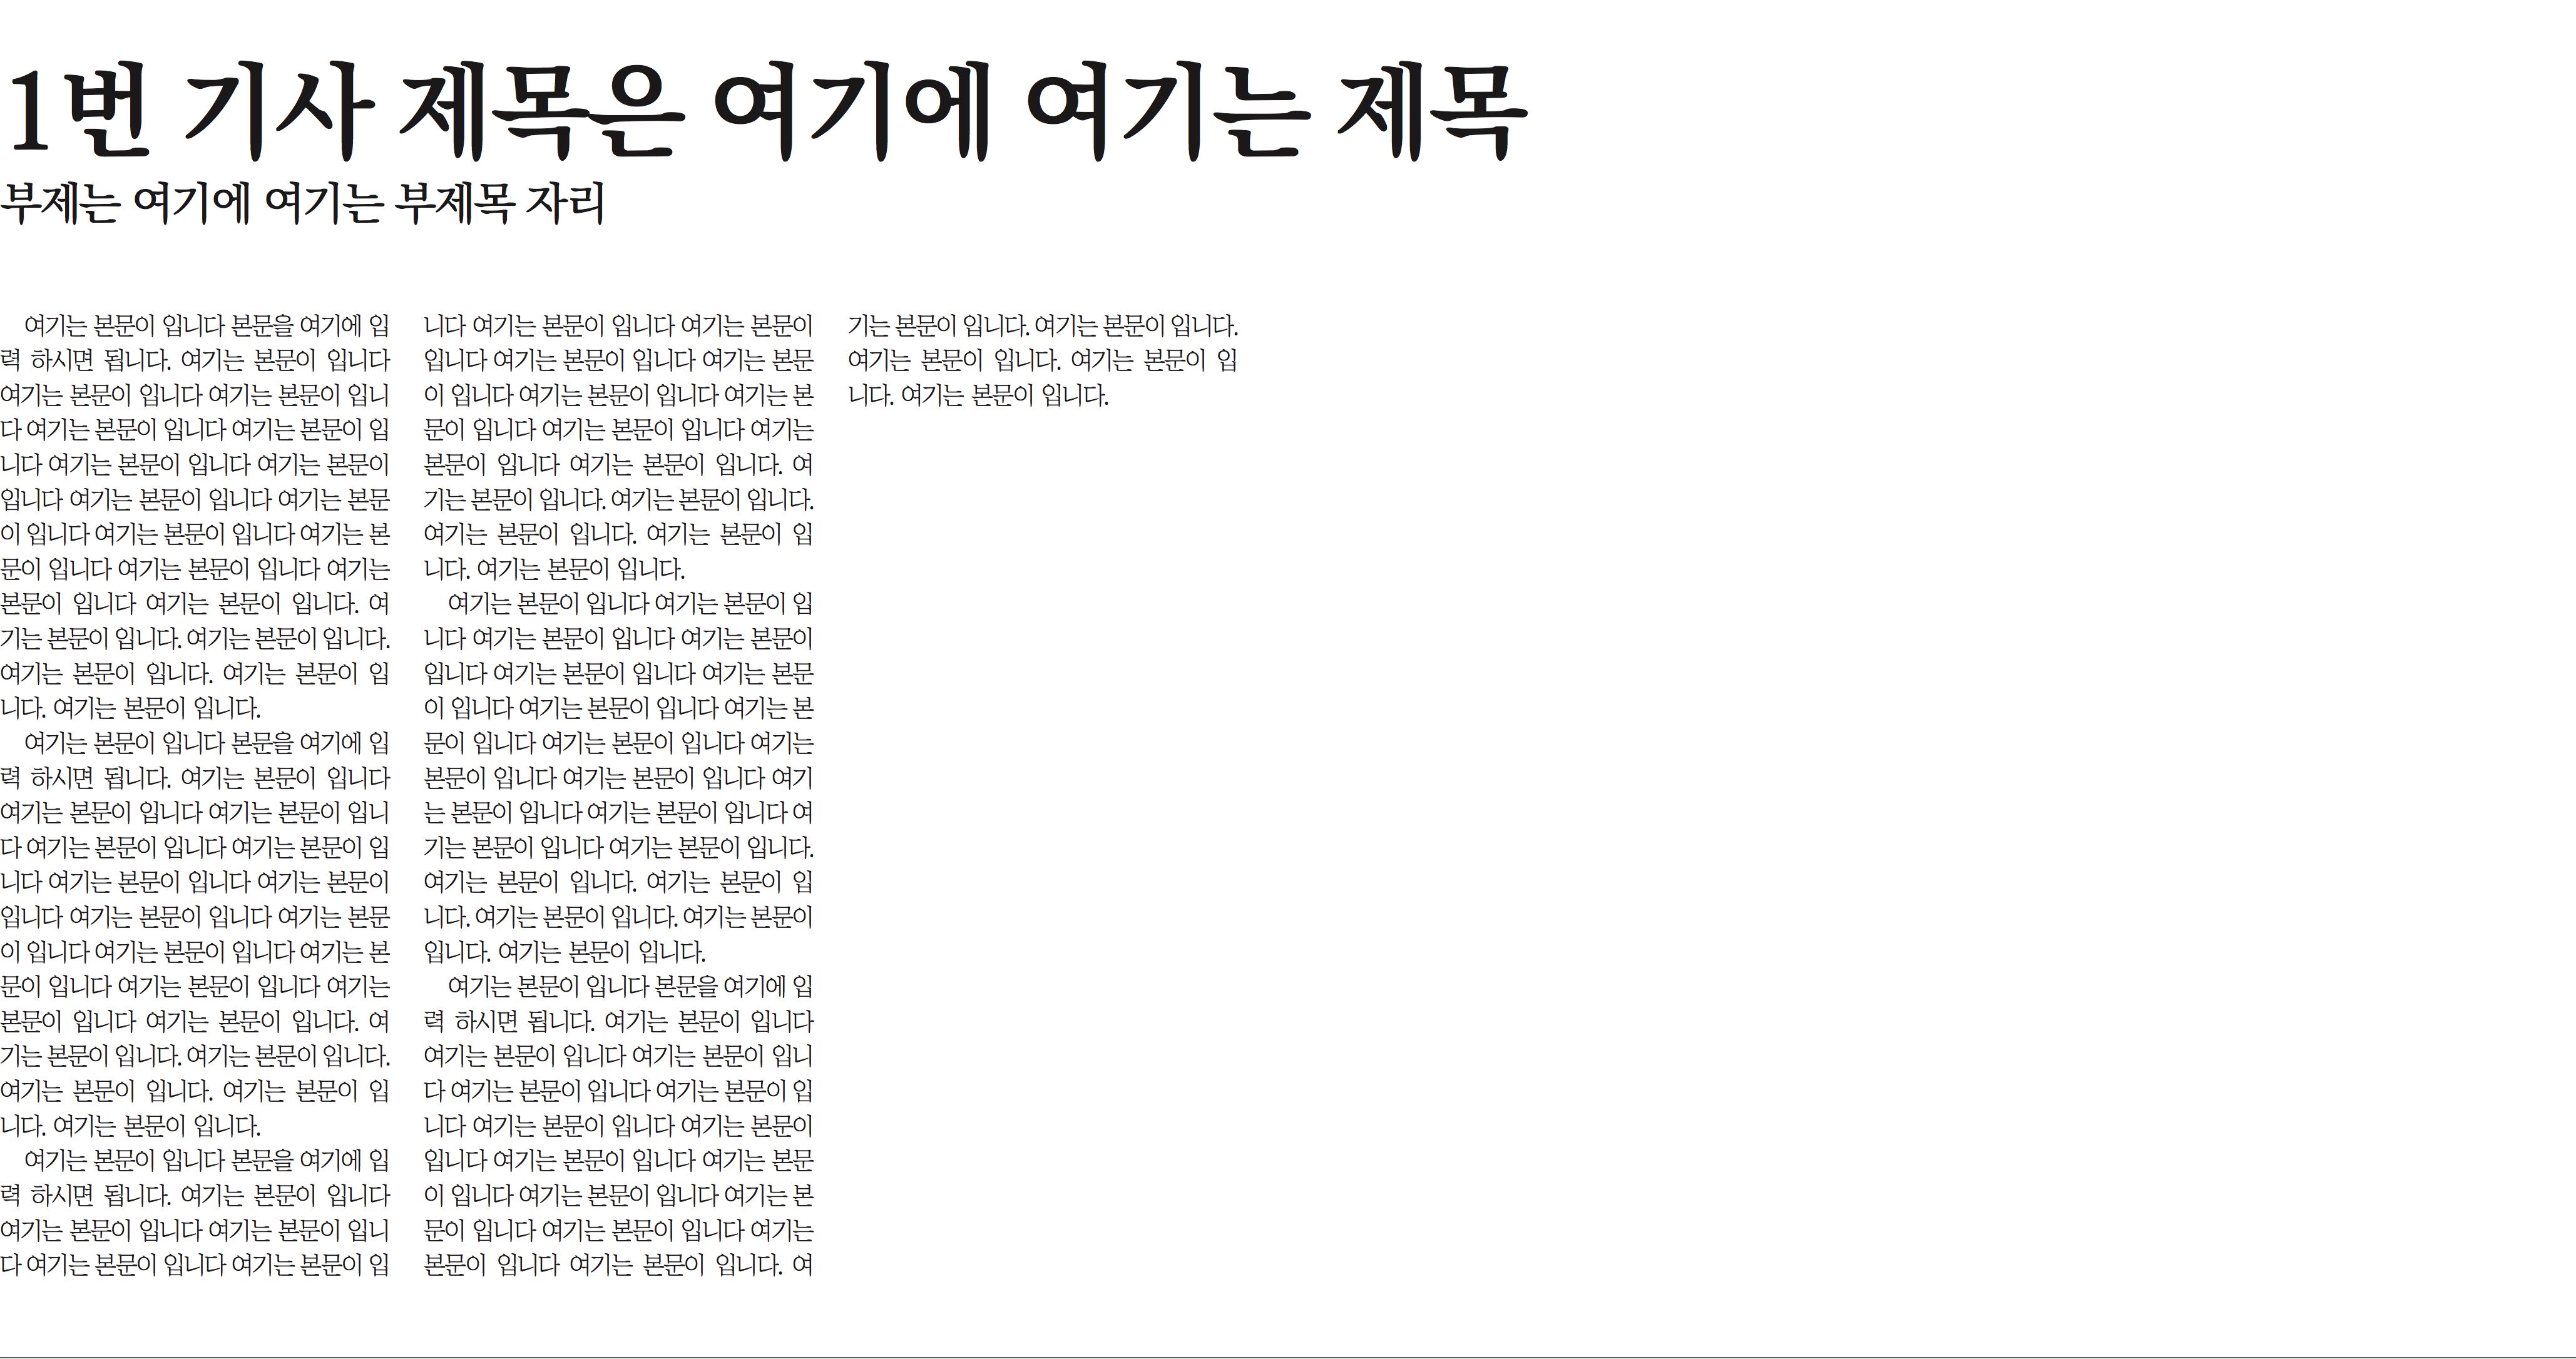 1번 기사 제목은 여기에 여기는 제목
부제는 여기에 여기는 부제목 자리
여기는 본문이 입니다 본문을 여기에 입
력 하시면 됩니다. 여기는 본문이 입니다
여기는 본문이 입니다 여기는 본문이 입니
다 여기는 본문이 입니다 여기는 본문이 입
니다 여기는 본문이 입니다 여기는 본문이
입니다 여기는 본문이 입니다 여기는 본문
이 입니다 여기는 본문이 입니다 여기는 본
문이 입니다 여기는 본문이 입니다 여기는
본문이 입니다 여기는 본문이 입니다. 여
기는 본문이 입니다. 여기는 본문이 입니다.
여기는 본문이 입니다. 여기는 본문이 입
니다. 여기는 본문이 입니다.
여기는 본문이 입니다 본문을 여기에 입
력 하시면 됩니다. 여기는 본문이 입니다
여기는 본문이 입니다 여기는 본문이 입니
다 여기는 본문이 입니다 여기는 본문이 입
니다 여기는 본문이 입니다 여기는 본문이
입니다 여기는 본문이 입니다 여기는 본문
이 입니다 여기는 본문이 입니다 여기는 본
문이 입니다 여기는 본문이 입니다 여기는
본문이 입니다 여기는 본문이 입니다. 여
기는 본문이 입니다. 여기는 본문이 입니다.
여기는 본문이 입니다. 여기는 본문이 입
니다. 여기는 본문이 입니다.
여기는 본문이 입니다 본문을 여기에 입
력 하시면 됩니다. 여기는 본문이 입니다
여기는 본문이 입니다 여기는 본문이 입니
다 여기는 본문이 입니다 여기는 본문이 입
니다 여기는 본문이 입니다 여기는 본문이
입니다 여기는 본문이 입니다 여기는 본문
이 입니다 여기는 본문이 입니다 여기는 본
문이 입니다 여기는 본문이 입니다 여기는
본문이 입니다 여기는 본문이 입니다. 여
기는 본문이 입니다. 여기는 본문이 입니다.
여기는 본문이 입니다. 여기는 본문이 입
니다. 여기는 본문이 입니다.
여기는 본문이 입니다 여기는 본문이 입
니다 여기는 본문이 입니다 여기는 본문이
입니다 여기는 본문이 입니다 여기는 본문
이 입니다 여기는 본문이 입니다 여기는 본
문이 입니다 여기는 본문이 입니다 여기는
본문이 입니다 여기는 본문이 입니다 여기
는 본문이 입니다 여기는 본문이 입니다 여
기는 본문이 입니다 여기는 본문이 입니다.
여기는 본문이 입니다. 여기는 본문이 입
니다. 여기는 본문이 입니다. 여기는 본문이
입니다. 여기는 본문이 입니다.
여기는 본문이 입니다 본문을 여기에 입
력 하시면 됩니다. 여기는 본문이 입니다
여기는 본문이 입니다 여기는 본문이 입니
다 여기는 본문이 입니다 여기는 본문이 입
니다 여기는 본문이 입니다 여기는 본문이
입니다 여기는 본문이 입니다 여기는 본문
이 입니다 여기는 본문이 입니다 여기는 본
문이 입니다 여기는 본문이 입니다 여기는
본문이 입니다 여기는 본문이 입니다. 여
기는 본문이 입니다. 여기는 본문이 입니다.
여기는 본문이 입니다. 여기는 본문이 입
니다. 여기는 본문이 입니다.